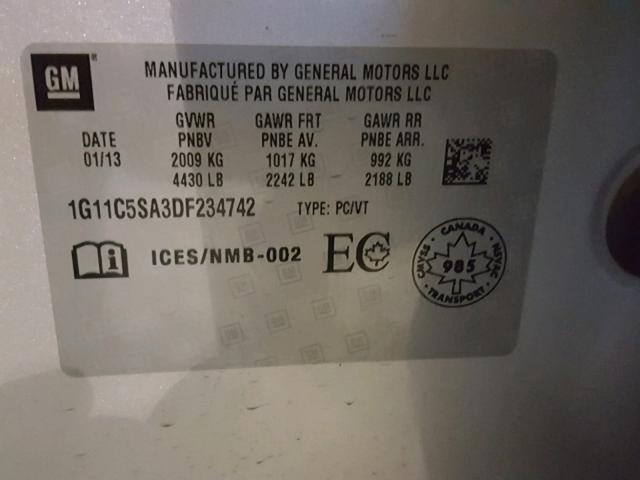 GM
MANUFACTURED BY GENERAL MOTORS LLC
FABRIQUÉ PAR GENERAL MOTORS LLC
GVWR GAWR FRT GAWR RR
DATE PNBV PNBE AV. PNBE ARR.
01/13 2009 KG 1017 KG 992 KG
4430 LB 2242 LB 2188 LB
1G11C5SA3DF234742 TYPE: PC/VT
i ICES/NMB-002 EC
CANADA
CMVSS 985 NSVAC
TRANSPORT